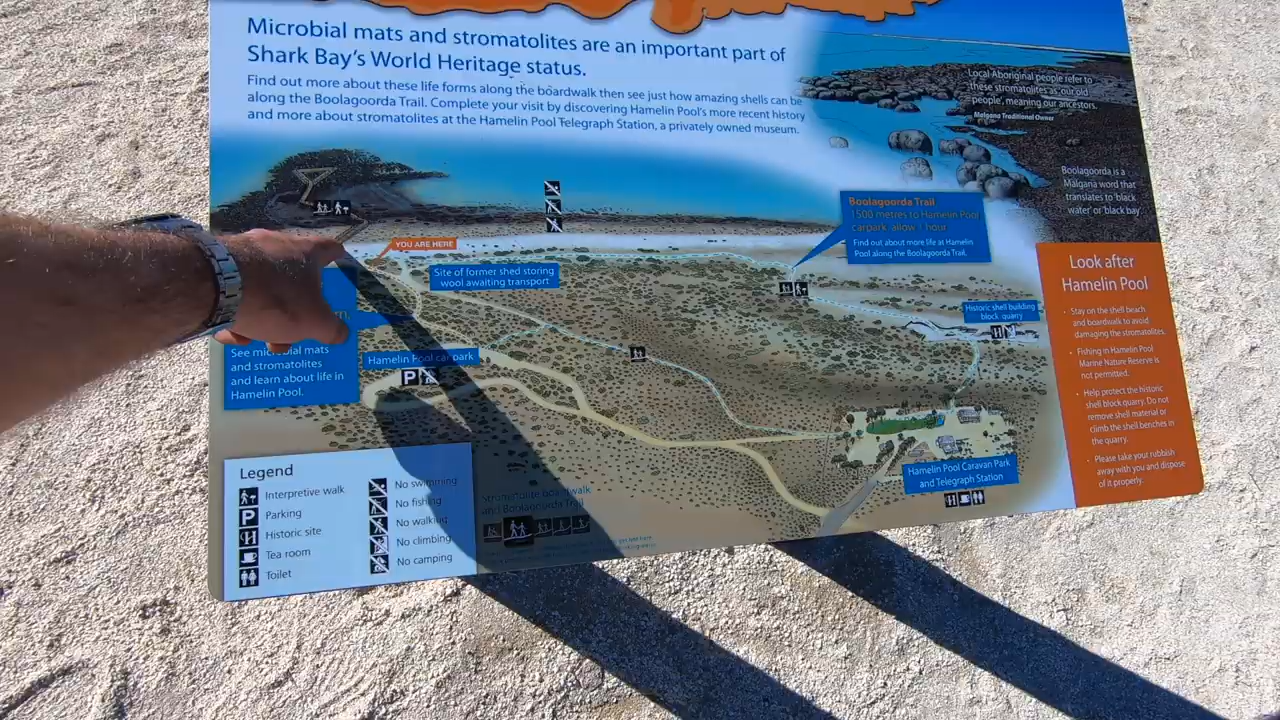 Microbial mats and stromatolites are an important part of
Shark Bay's World Heritage status.
Find out more about these life forms along the boardwalk then see just how amazing shells can be
along the Boolagoorda Trail. Complete your visit by discovering Hamelin Pool's more recent history
and more about stromatolites at the Hamelin Pool Telegraph Station, a privately owned museum.
Local Aboriginal people refer to
these stromatolites as 'our old
people', meaning our ancestors.
Malgana Traditional Owner
Boolagoorda is a
Malgana word that
translates to 'black
water' or 'black bay'
Boolagoorda Trail
1500 metres to Hamelin Pool
carpark, allow 1 hour
Find out about more life at Hamelin
Pool along the Boolagoorda Trail.
YOU ARE HERE
Site of former shed storing
wool awaiting transport
See microbial mats
and stromatolites
and learn about life in
Hamelin Pool.
Hamelin Pool car park
P
Historic shell building
block quarry
Hamelin Pool Caravan Park
and Telegraph Station
Look after
Hamelin Pool
• Stay on the shell beach
and boardwalk to avoid
damaging the stromatolites.
• Fishing in Hamelin Pool
Marine Nature Reserve is
not permitted.
• Help protect the historic
shell block quarry. Do not
remove shell material or
climb the shell benches in
the quarry.
• Please take your rubbish
away with you and dispose
of it properly.
Legend
Interpretive walk
P Parking
Historic site
Tea room
Toilet
No swimming
No fishing
No walking
No climbing
No camping
Stromatolite boardwalk
and Boolagoorda Trail